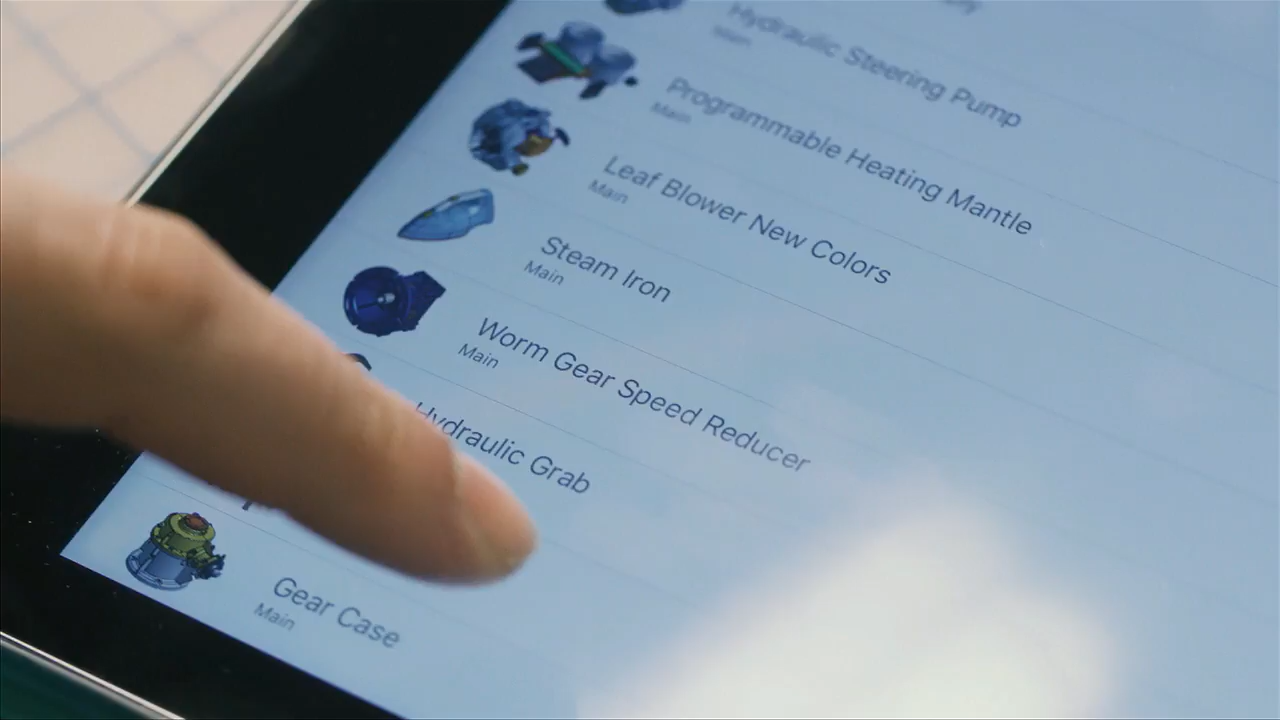 Hydraulic Steering Pump
Main
Programmable Heating Mantle
Main
Leaf Blower New Colors
Main
Steam Iron
Main
Worm Gear Speed Reducer
Main
Hydraulic Grab
Gear Case
Main